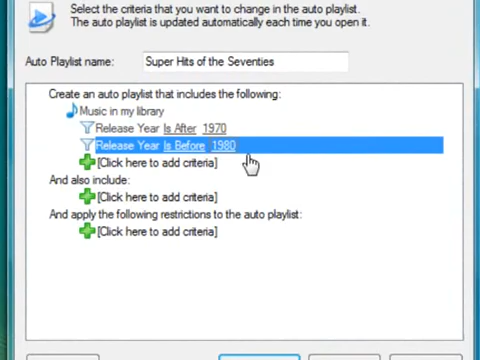 Select the criteria that you want to change in the auto playlist.
The auto playlist is updated automatically each time you open it.
Auto Playlist name:
Super Hits of the Seventies
Create an auto playlist that includes the following:
Music in my library
Release Year Is After 1970
Release Year Is Before 1980
[Click here to add criteria]
And also include:
[Click here to add criteria]
And apply the following restrictions to the auto playlist:
[Click here to add criteria]